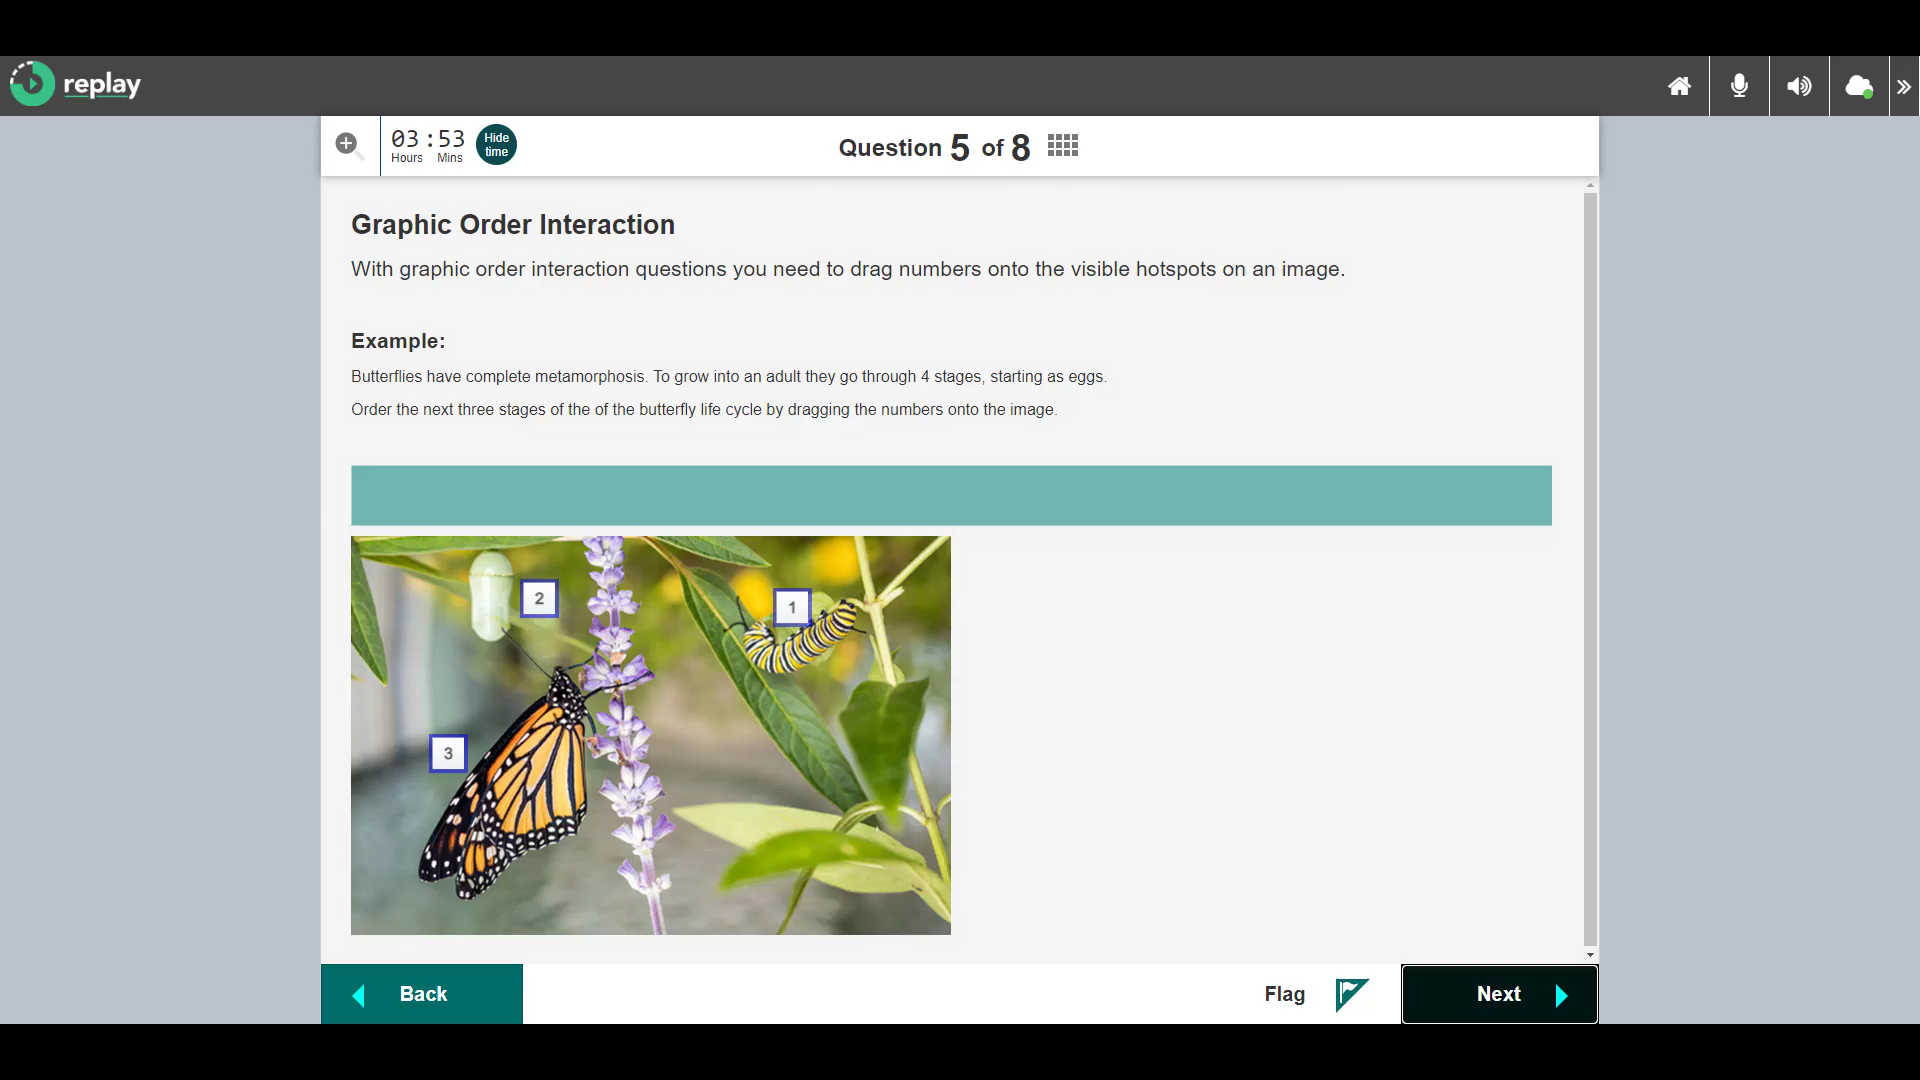 replay
03:53
Hours Mins
Hide time
Question 5 of 8
Graphic Order Interaction
With graphic order interaction questions you need to drag numbers onto the visible hotspots on an image.
Example:
Butterflies have complete metamorphosis. To grow into an adult they go through 4 stages, starting as eggs.
Order the next three stages of the of the butterfly life cycle by dragging the numbers onto the image.
2
1
3
Back
Flag
Next